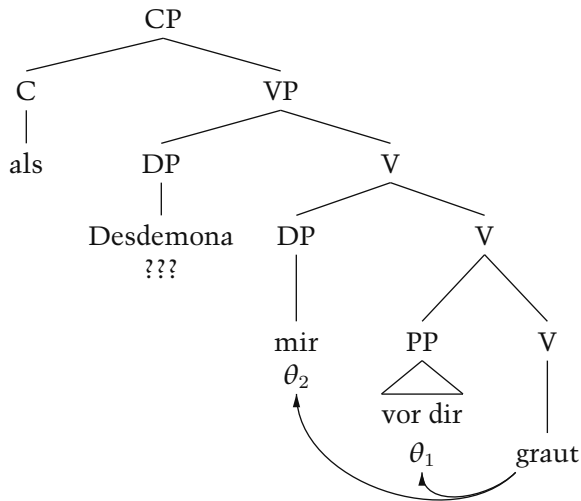 CP
C VP
als DP V
Desdemona DP V
???
mir PP V
θ2
vor dir
θ1 graut